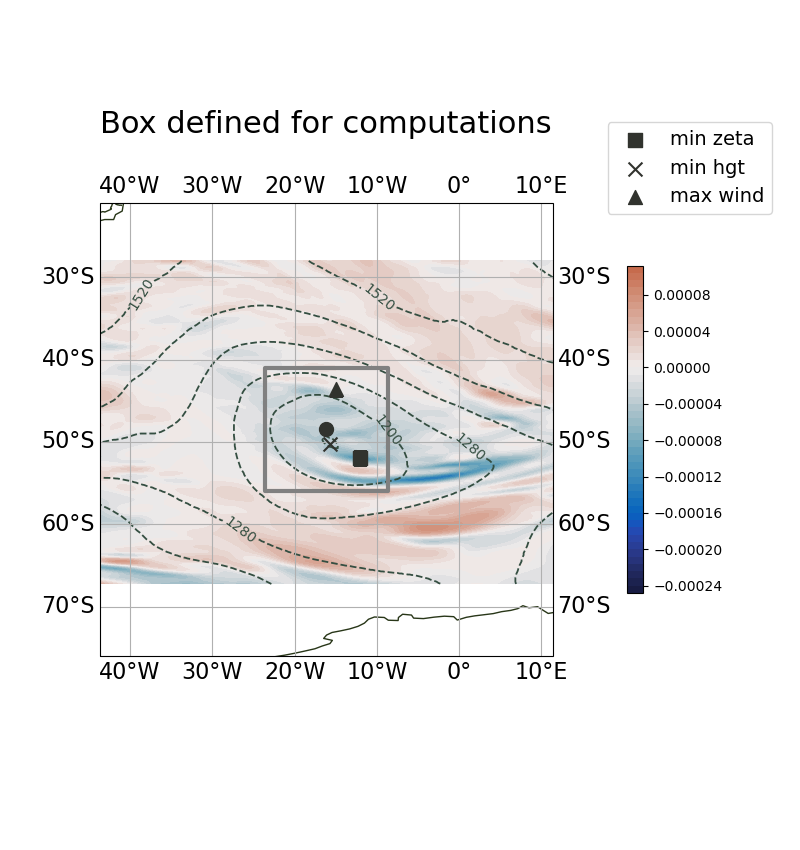 Box defined for computations
min zeta
min hgt
max wind
40°W 30°W 20°W 10°W 0° 10°E
30°S 30°S
40°S 40°S
50°S 50°S
60°S 60°S
70°S 70°S
1520
1520
1200
1280
1280
40°W 30°W 20°W 10°W 0° 10°E
0.00008
0.00004
0.00000
−0.00004
−0.00008
−0.00012
−0.00016
−0.00020
−0.00024